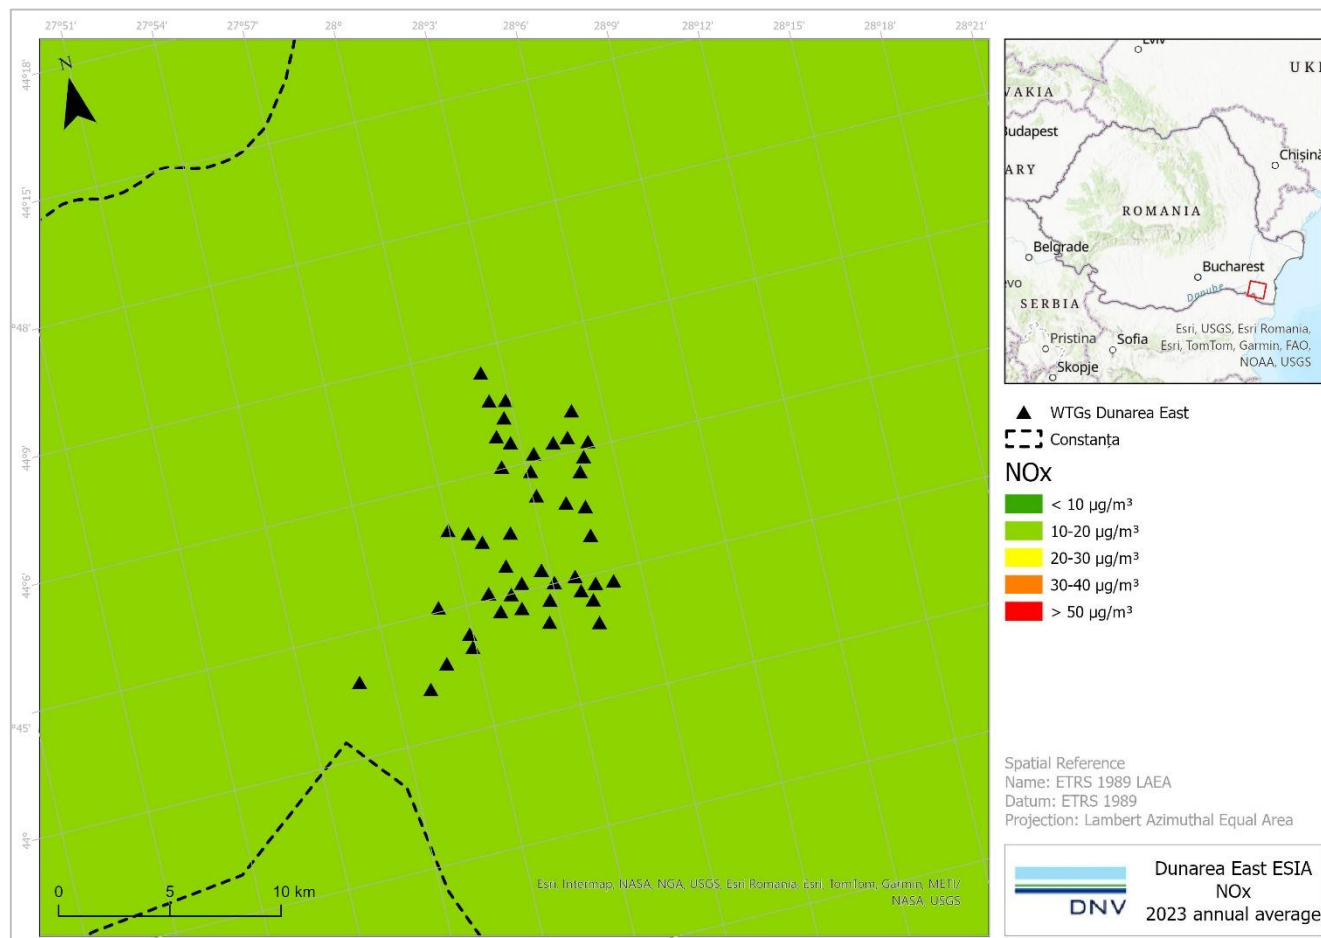 27°51' 27°54' 27°57' 28° 28°3' 28°6' 28°9' 28°12' 28°15' 28°18' 28°21'
44°18'
44°15'
°48'
44°9'
44°6'
°45'
44°
N
0 5 10 km
Esri, Intermap, NASA, NGA, USGS, Esri Romania, Esri, TomTom, Garmin, METI/
NASA, USGS
Lviv
UKI
VAKIA
Budapest
ARY
Chișină
ROMANIA
Belgrade
Bucharest
evo
Danube
SERBIA
Pristina
Sofia
Skopje
Esri, USGS, Esri Romania,
Esri, TomTom, Garmin, FAO,
NOAA, USGS
WTGs Dunarea East
Constanța
NOx
< 10 µg/m³
10-20 µg/m³
20-30 µg/m³
30-40 µg/m³
> 50 µg/m³
Spatial Reference
Name: ETRS 1989 LAEA
Datum: ETRS 1989
Projection: Lambert Azimuthal Equal Area
DNV
Dunarea East ESIA
NOx
2023 annual average